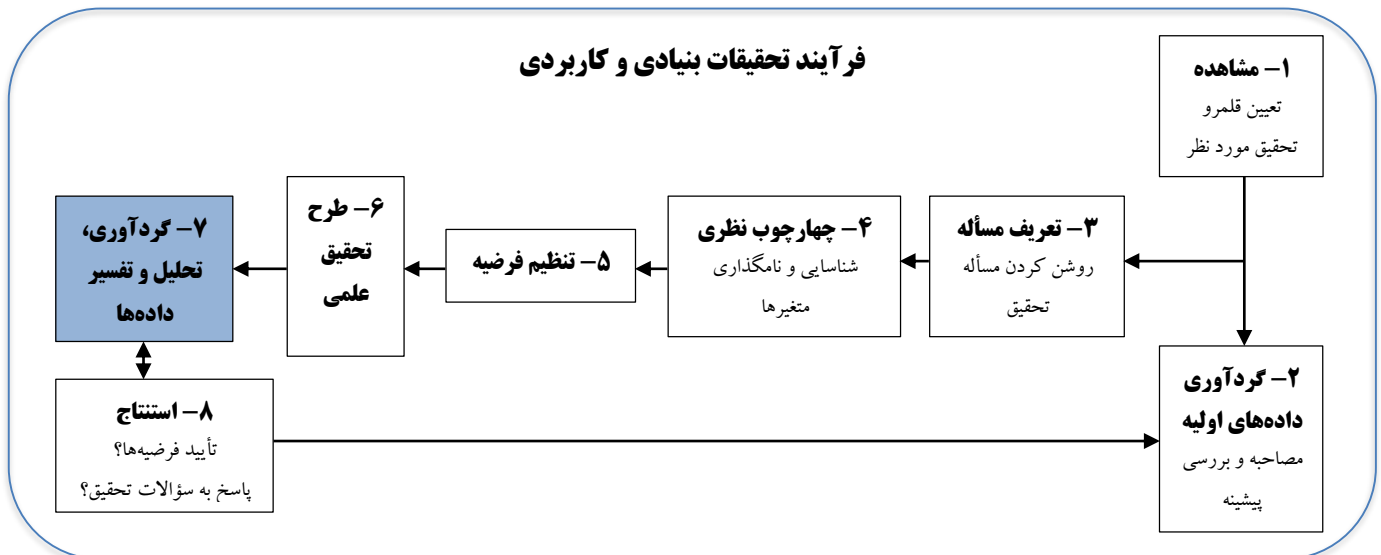 فرآیند تحقیقات بنیادی و کاربردی
۱- مشاهده
تعیین قلمرو
تحقیق مورد نظر
۲- گردآوری
داده‌های اولیه
مصاحبه و بررسی
پیشینه
۳- تعریف مسأله
روشن کردن مسأله
تحقیق
۴- چهارچوب نظری
شناسایی و نامگذاری
متغیرها
۵- تنظیم فرضیه
۶- طرح
تحقیق
علمی
۷- گردآوری،
تحلیل و تفسیر
داده‌ها
۸- استنتاج
تأیید فرضیه‌ها؟
پاسخ به سؤالات تحقیق؟